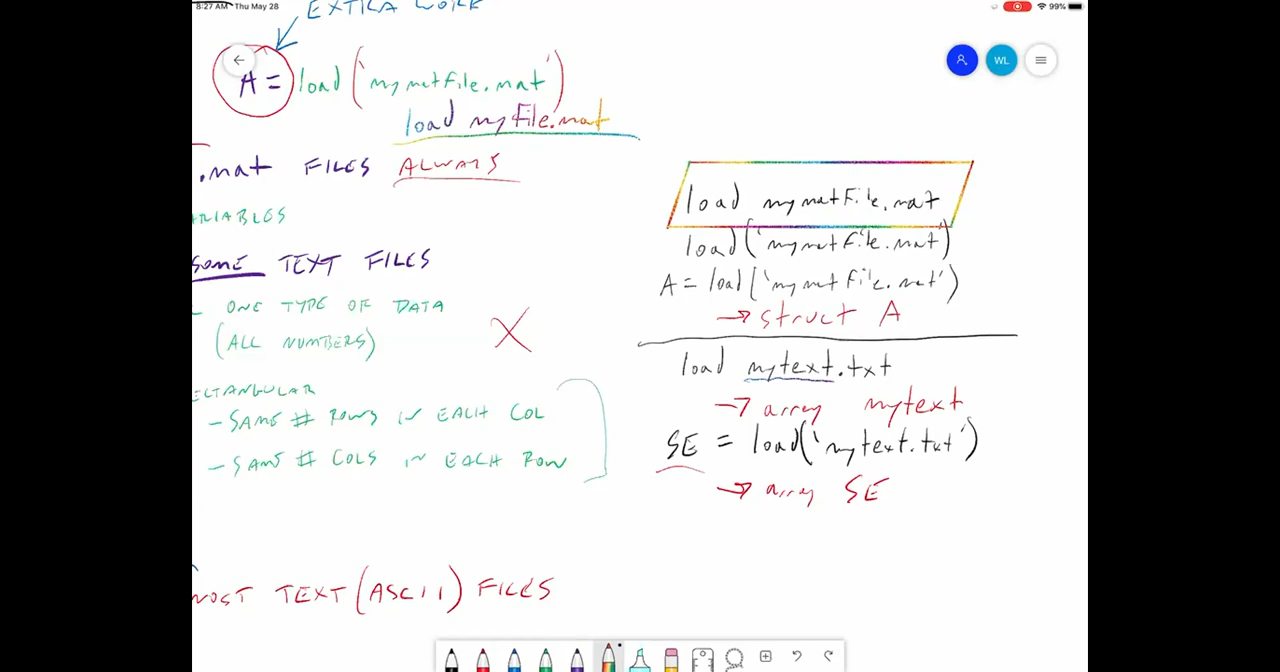 8:27 AM Thu May 28
99%
EXTRA WORK
A = load('mymatfile.mat')
load myfile.mat
.mat FILES ALWAYS
ARIABLES
SOME TEXT FILES
- ONE TYPE OF DATA
(ALL NUMBERS)
X
ECTANGULAR
- SAME # ROWS IN EACH COL
- SAME # COLS IN EACH ROW
MOST TEXT (ASCII) FILES
WL
load mymatfile.mat
load('mymatfile.mat')
A = load('mymatfile.mat')
→ struct A
load mytext.txt
→ array mytext
SE = load('mytext.txt')
→ array SE